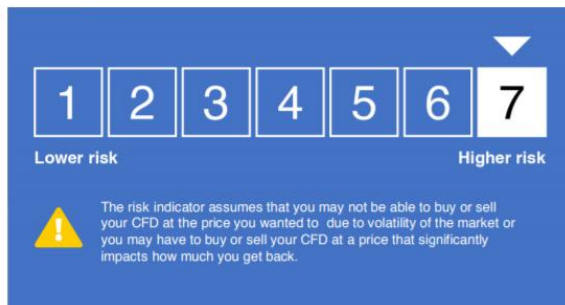 1 2 3 4 5 6 7
Lower risk Higher risk
The risk indicator assumes that you may not be able to buy or sell
your CFD at the price you wanted to due to volatility of the market or
you may have to buy or sell your CFD at a price that significantly
impacts how much you get back.